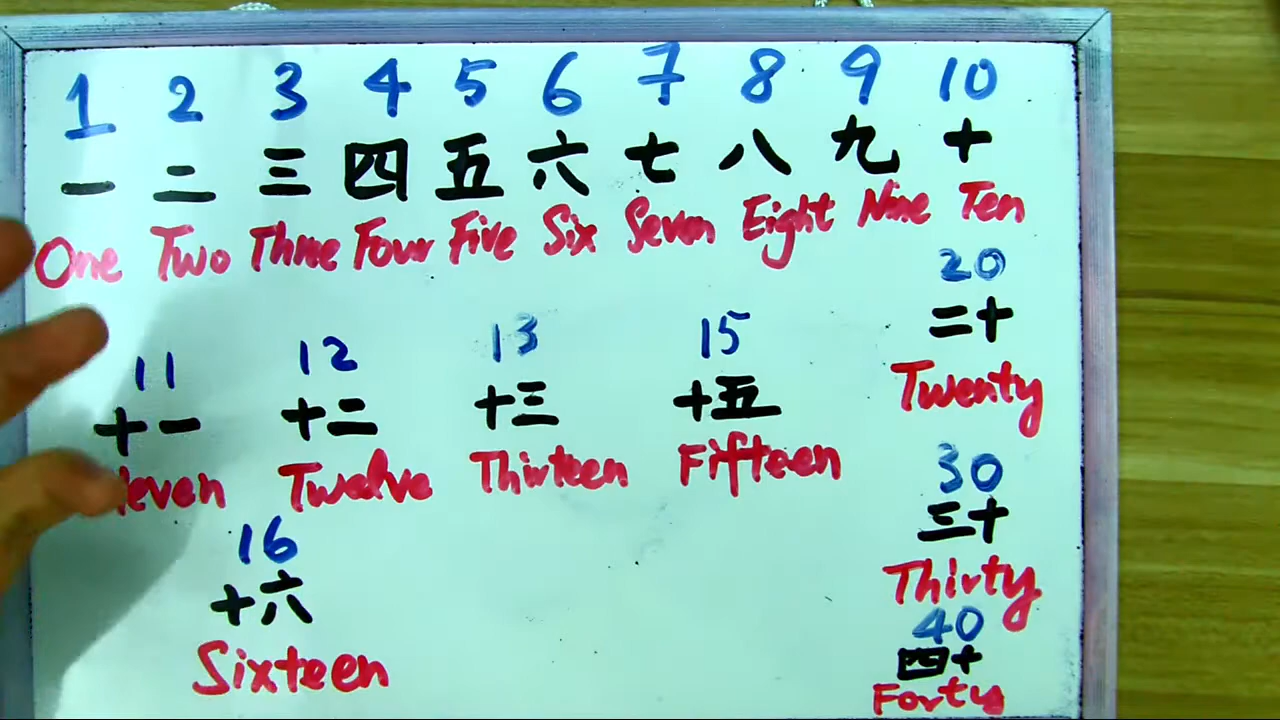 1 2 3 4 5 6 7 8 9 10
一 二 三 四 五 六 七 八 九 十
One Two Three Four Five Six Seven Eight Nine Ten
20
二十
Twenty
11 12 13 15
十一 十二 十三 十五
Twelve Thirteen Fifteen
30
三十
Thirty
16
十六
Sixteen
40
四十
Forty